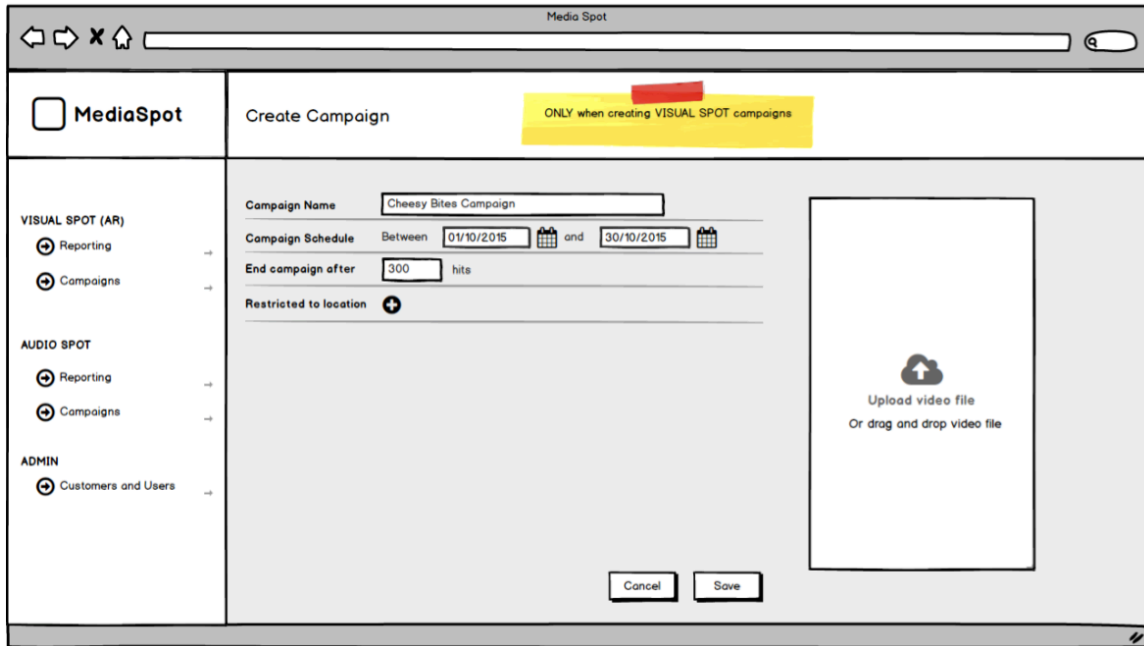 Media Spot
MediaSpot
Create Campaign
ONLY when creating VISUAL SPOT campaigns
VISUAL SPOT (AR)
Reporting
Campaigns
AUDIO SPOT
Reporting
Campaigns
ADMIN
Customers and Users
Campaign Name Cheesy Bites Campaign
Campaign Schedule Between 01/10/2015 and 30/10/2015
End campaign after 300 hits
Restricted to location
Upload video file
Or drag and drop video file
Cancel Save